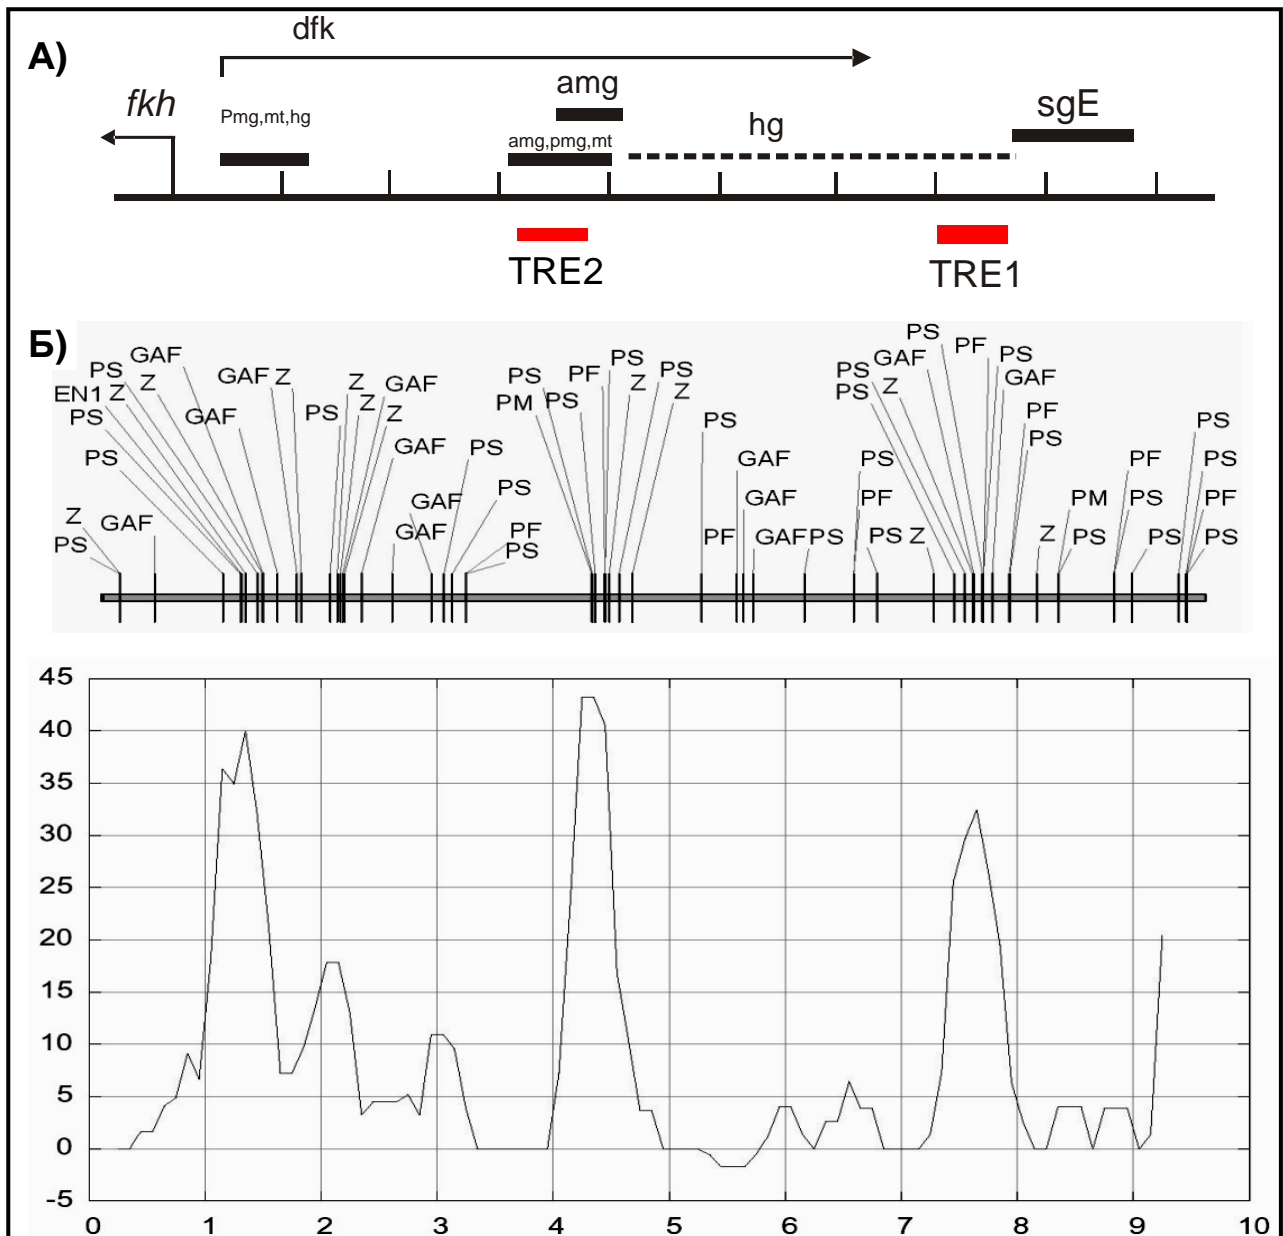 А)
dfk
fkh
Pmg,mt,hg
amg
amg,pmg,mt
hg
sgE
TRE2
TRE1
Б)
PS PF
GAF PS PS GAF PS
PS GAF Z Z GAF PS PF PS PS Z GAF
EN1 Z Z PS Z Z Z PS Z
PS GAF PS Z PM PS PS PF PS
GAF PS PS GAF PS PS
PS GAF PS PF PS
GAF PS GAF PF PM PS PF
Z GAF GAF PF PS PF GAF PS PS Z Z PS PS PS
PS
45
40
35
30
25
20
15
10
5
0
-5
0 1 2 3 4 5 6 7 8 9 10